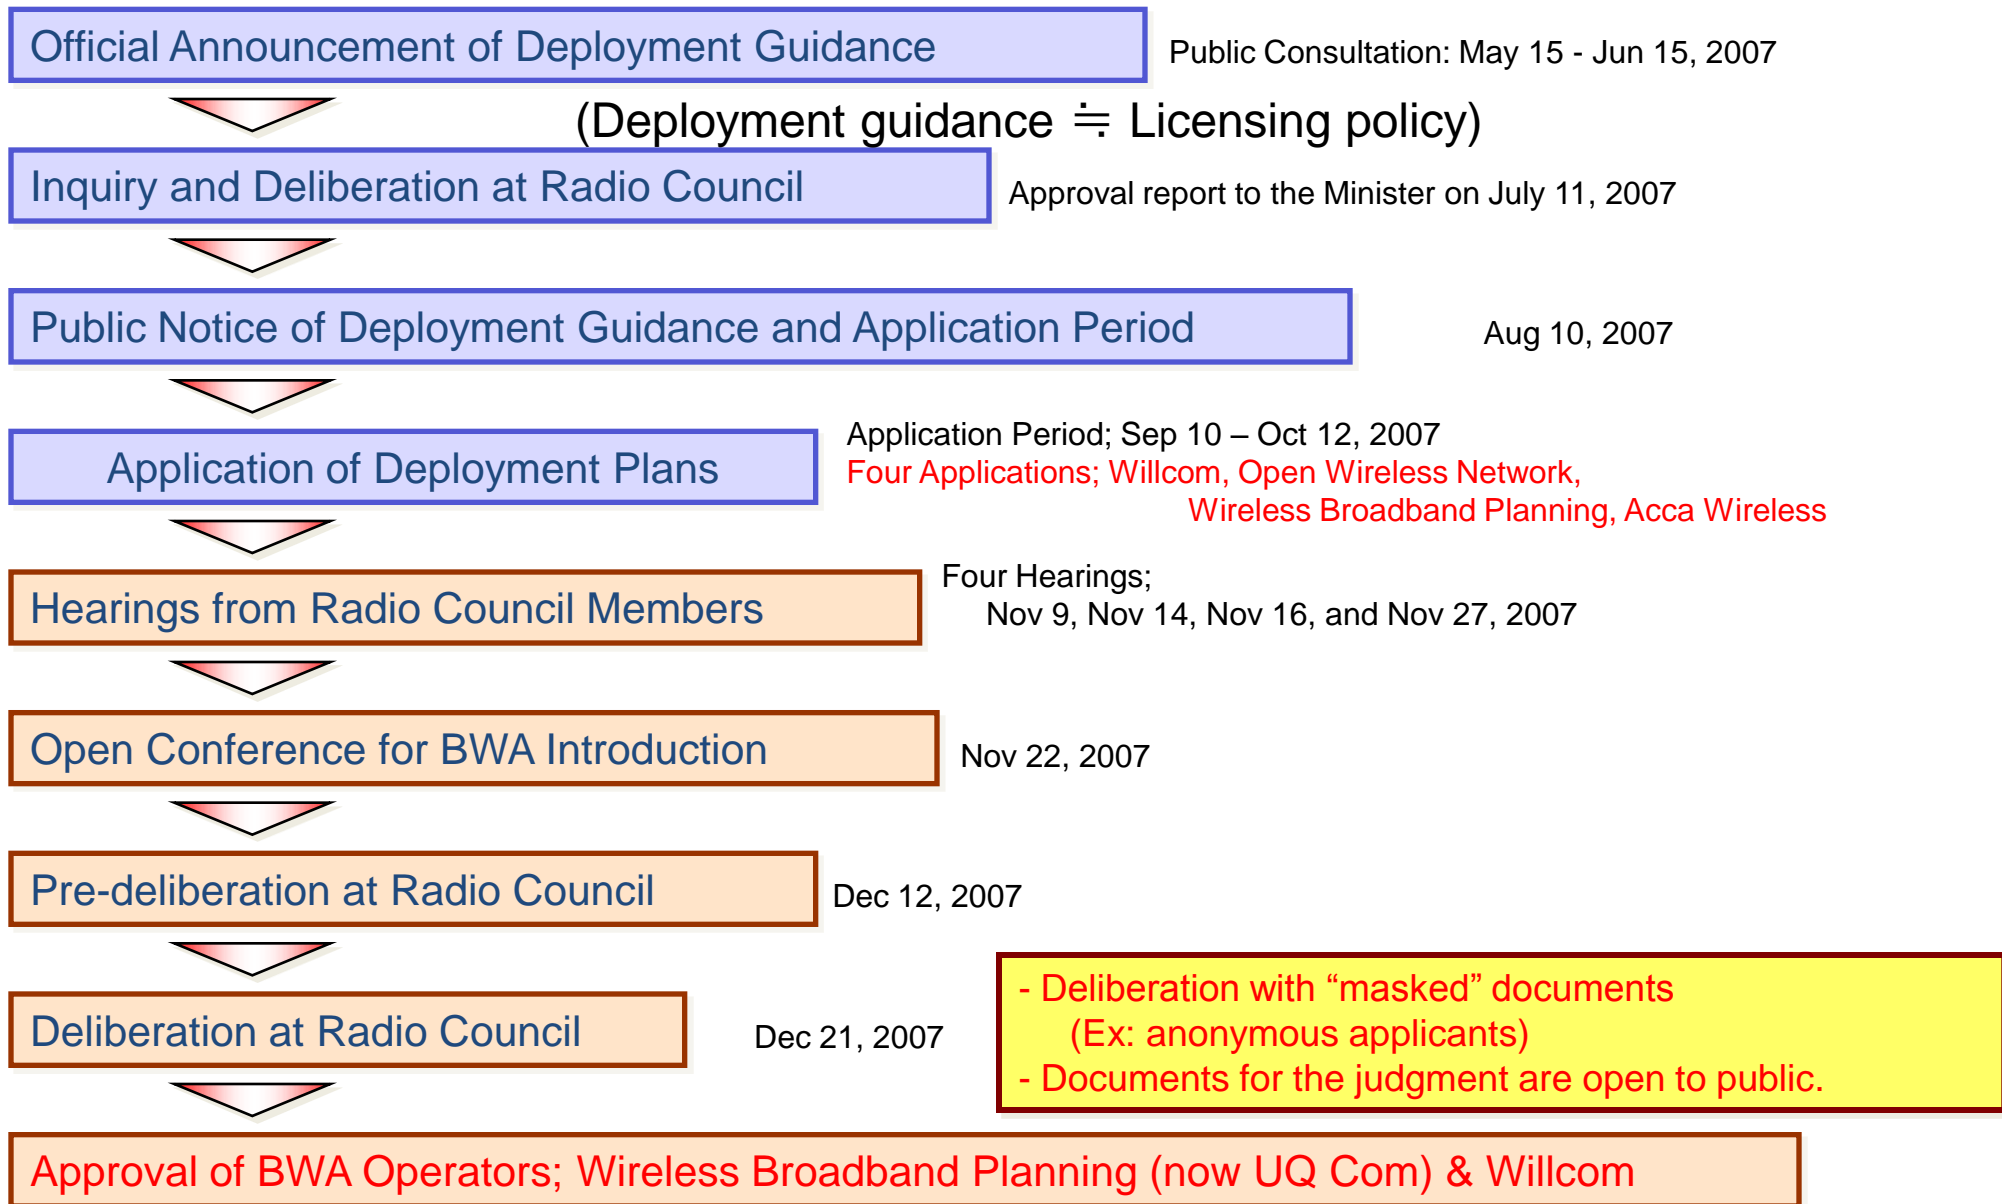 Official Announcement of Deployment Guidance
Public Consultation: May 15 - Jun 15, 2007
(Deployment guidance ≒ Licensing policy)
Inquiry and Deliberation at Radio Council
Approval report to the Minister on July 11, 2007
Public Notice of Deployment Guidance and Application Period
Aug 10, 2007
Application of Deployment Plans
Application Period; Sep 10 – Oct 12, 2007
Four Applications; Willcom, Open Wireless Network,
Wireless Broadband Planning, Acca Wireless
Hearings from Radio Council Members
Four Hearings;
Nov 9, Nov 14, Nov 16, and Nov 27, 2007
Open Conference for BWA Introduction
Nov 22, 2007
Pre-deliberation at Radio Council
Dec 12, 2007
Deliberation at Radio Council
Dec 21, 2007
- Deliberation with “masked” documents
(Ex: anonymous applicants)
- Documents for the judgment are open to public.
Approval of BWA Operators; Wireless Broadband Planning (now UQ Com) & Willcom